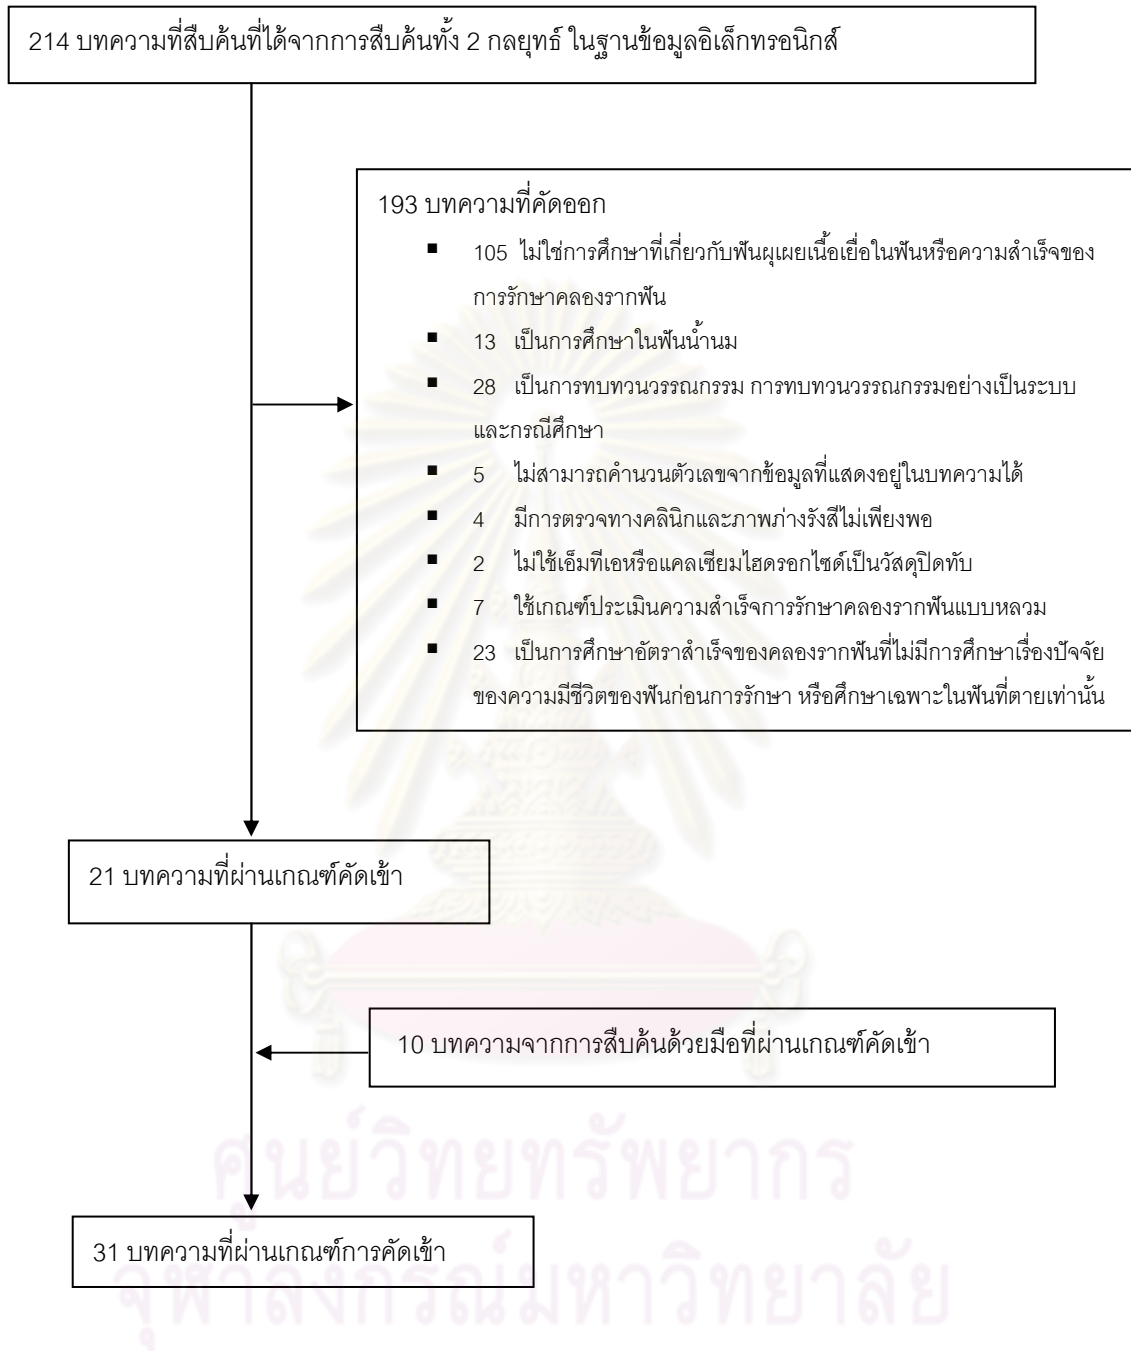 214 บทความที่สืบค้นที่ได้จากการสืบค้นทั้ง 2 กลยุทธ์ ในฐานข้อมูลอิเล็กทรอนิกส์
193 บทความที่คัดออก
▪ 105 ไม่ใช่การศึกษาที่เกี่ยวกับฟันผุเผยเนื้อเยื่อในฟันหรือความสำเร็จของ
การรักษาคลองรากฟัน
▪ 13 เป็นการศึกษาในฟันน้ำนม
▪ 28 เป็นการทบทวนวรรณกรรม การทบทวนวรรณกรรมอย่างเป็นระบบ
และกรณีศึกษา
▪ 5 ไม่สามารถคำนวนตัวเลขจากข้อมูลที่แสดงอยู่ในบทความได้
▪ 4 มีการตรวจทางคลินิกและภาพภ่างรังสีไม่เพียงพอ
▪ 2 ไม่ใช้เอ็มทีเอหรือแคลเซียมไฮดรอกไซด์เป็นวัสดุปิดทับ
▪ 7 ใช้เกณฑ์ประเมินความสำเร็จการรักษาคลองรากฟันแบบหลวม
▪ 23 เป็นการศึกษาอัตราสำเร็จของคลองรากฟันที่ไม่มีการศึกษาเรื่องปัจจัย
ของความมีชีวิตของฟันก่อนการรักษา หรือศึกษาเฉพาะในฟันที่ตายเท่านั้น
21 บทความที่ผ่านเกณฑ์คัดเข้า
10 บทความจากการสืบค้นด้วยมือที่ผ่านเกณฑ์คัดเข้า
ศูนย์วิทยทรัพยากร
31 บทความที่ผ่านเกณฑ์การคัดเข้า
จุฬาลงกรณ์มหาวิทยาลัย